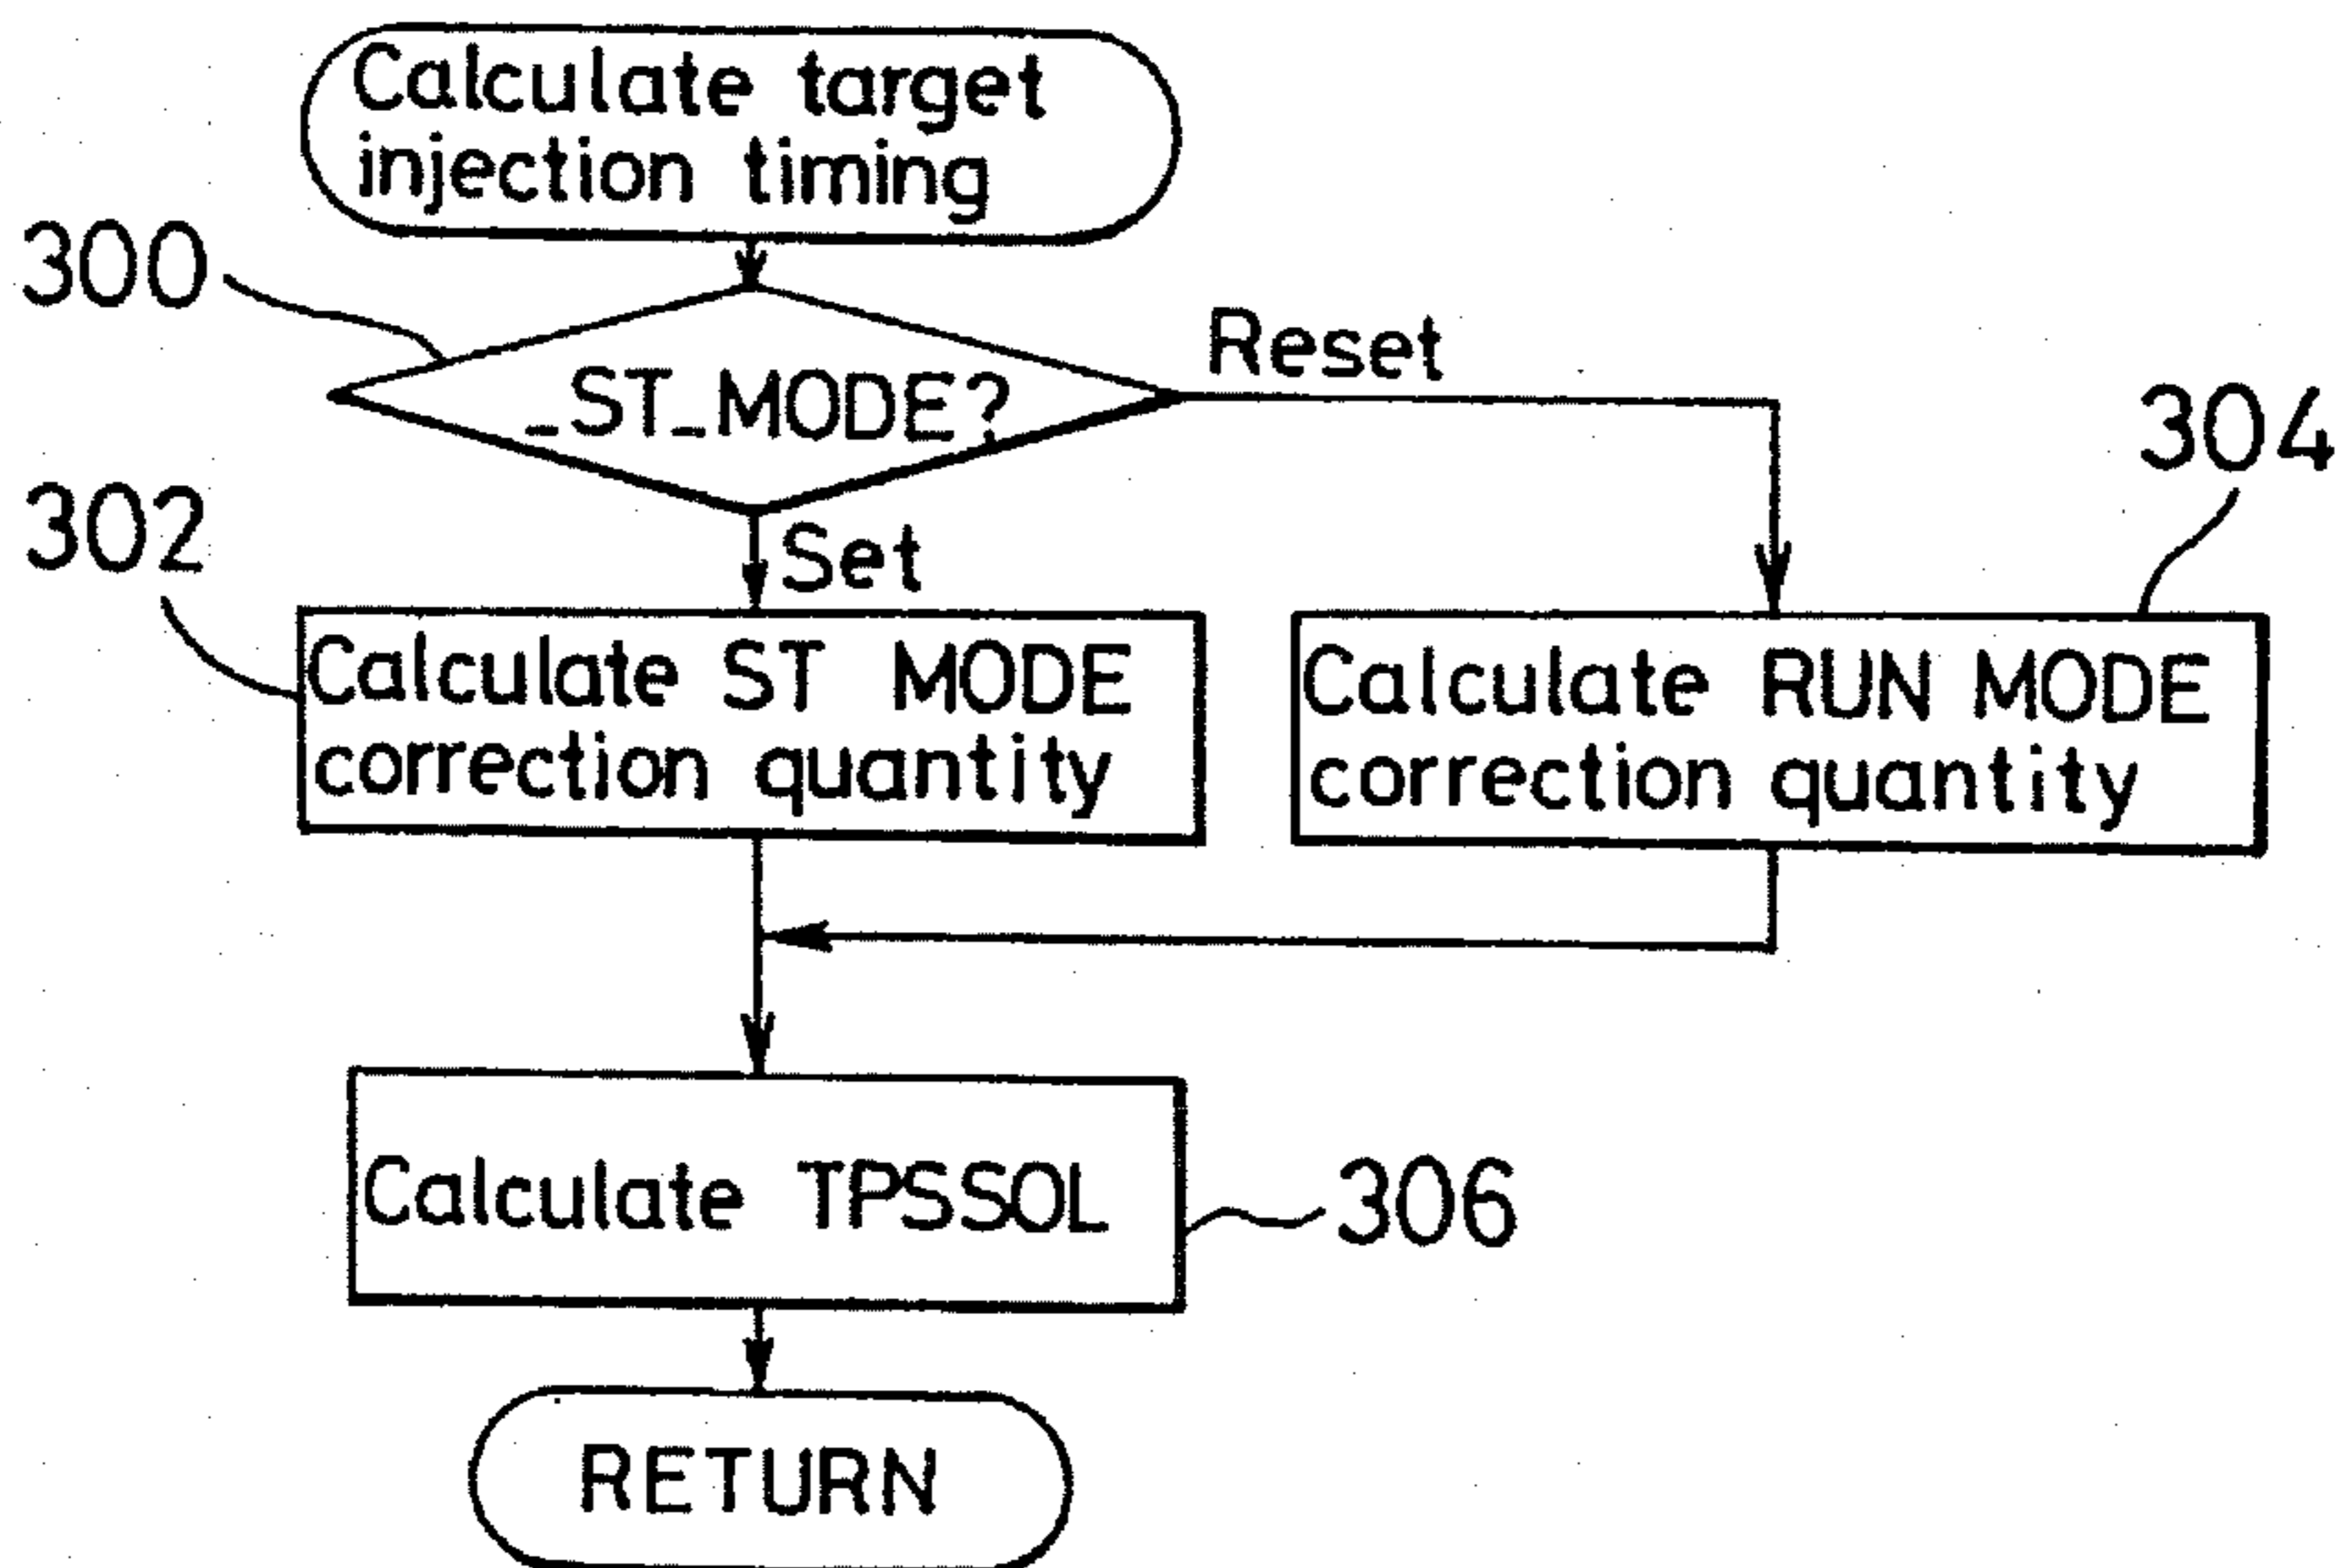 Calculate target
injection timing
300
_ST_MODE?
Reset
304
302
Set
Calculate ST MODE
correction quantity
Calculate RUN MODE
correction quantity
Calculate TPSSOL
306
RETURN